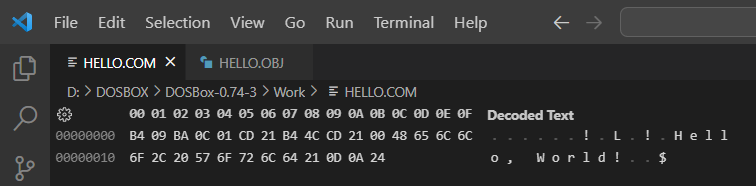 File Edit Selection View Go Run Terminal Help
HELLO.COM HELLO.OBJ
D: > DOSBOX > DOSBox-0.74-3 > Work > HELLO.COM
00 01 02 03 04 05 06 07 08 09 0A 0B 0C 0D 0E 0F Decoded Text
00000000 B4 09 BA 0C 01 CD 21 B4 4C CD 21 00 48 65 6C 6C . . . . . . ! . L . ! . H e l l
00000010 6F 2C 20 57 6F 72 6C 64 21 0D 0A 24 o , W o r l d ! . . $